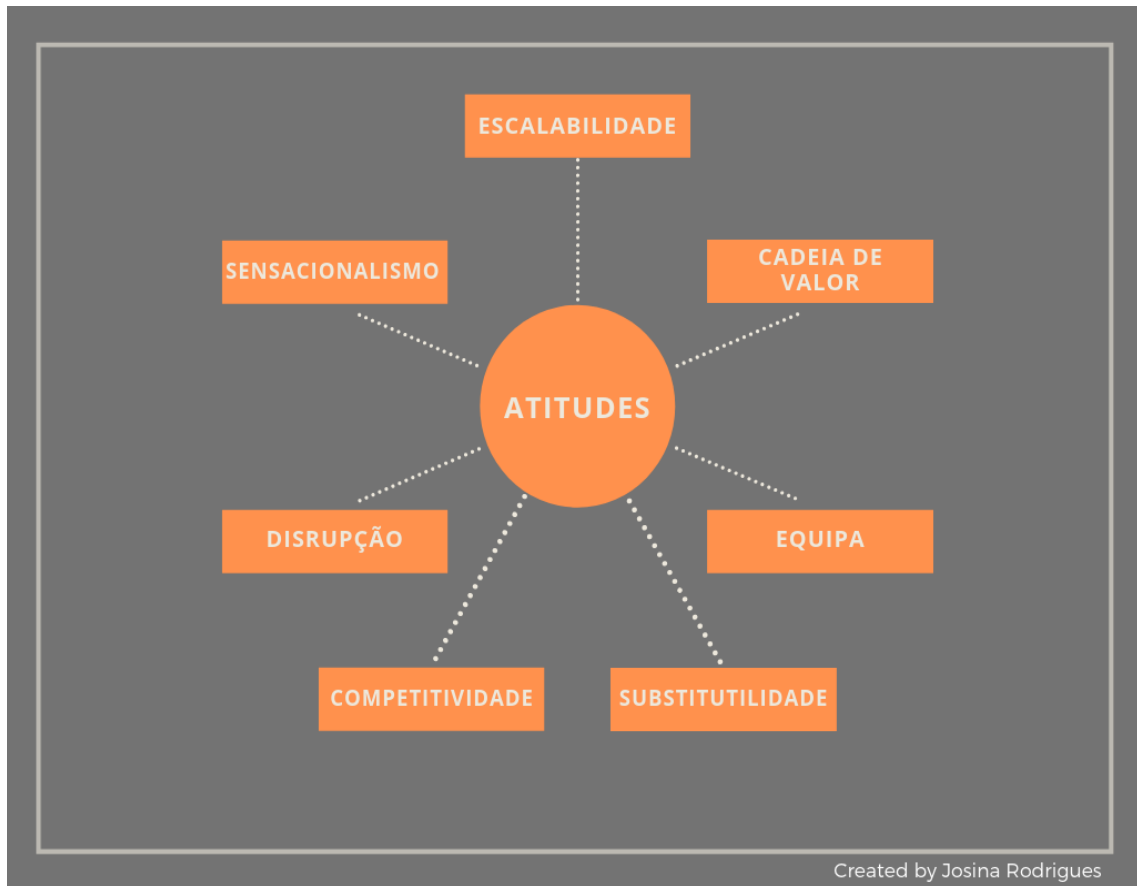 ESCALABILIDADE
SENSACIONALISMO
CADEIA DE
VALOR
ATITUDES
DISRUPÇÃO
EQUIPA
COMPETITIVIDADE
SUBSTITUTILIDADE
Created by Josina Rodrigues